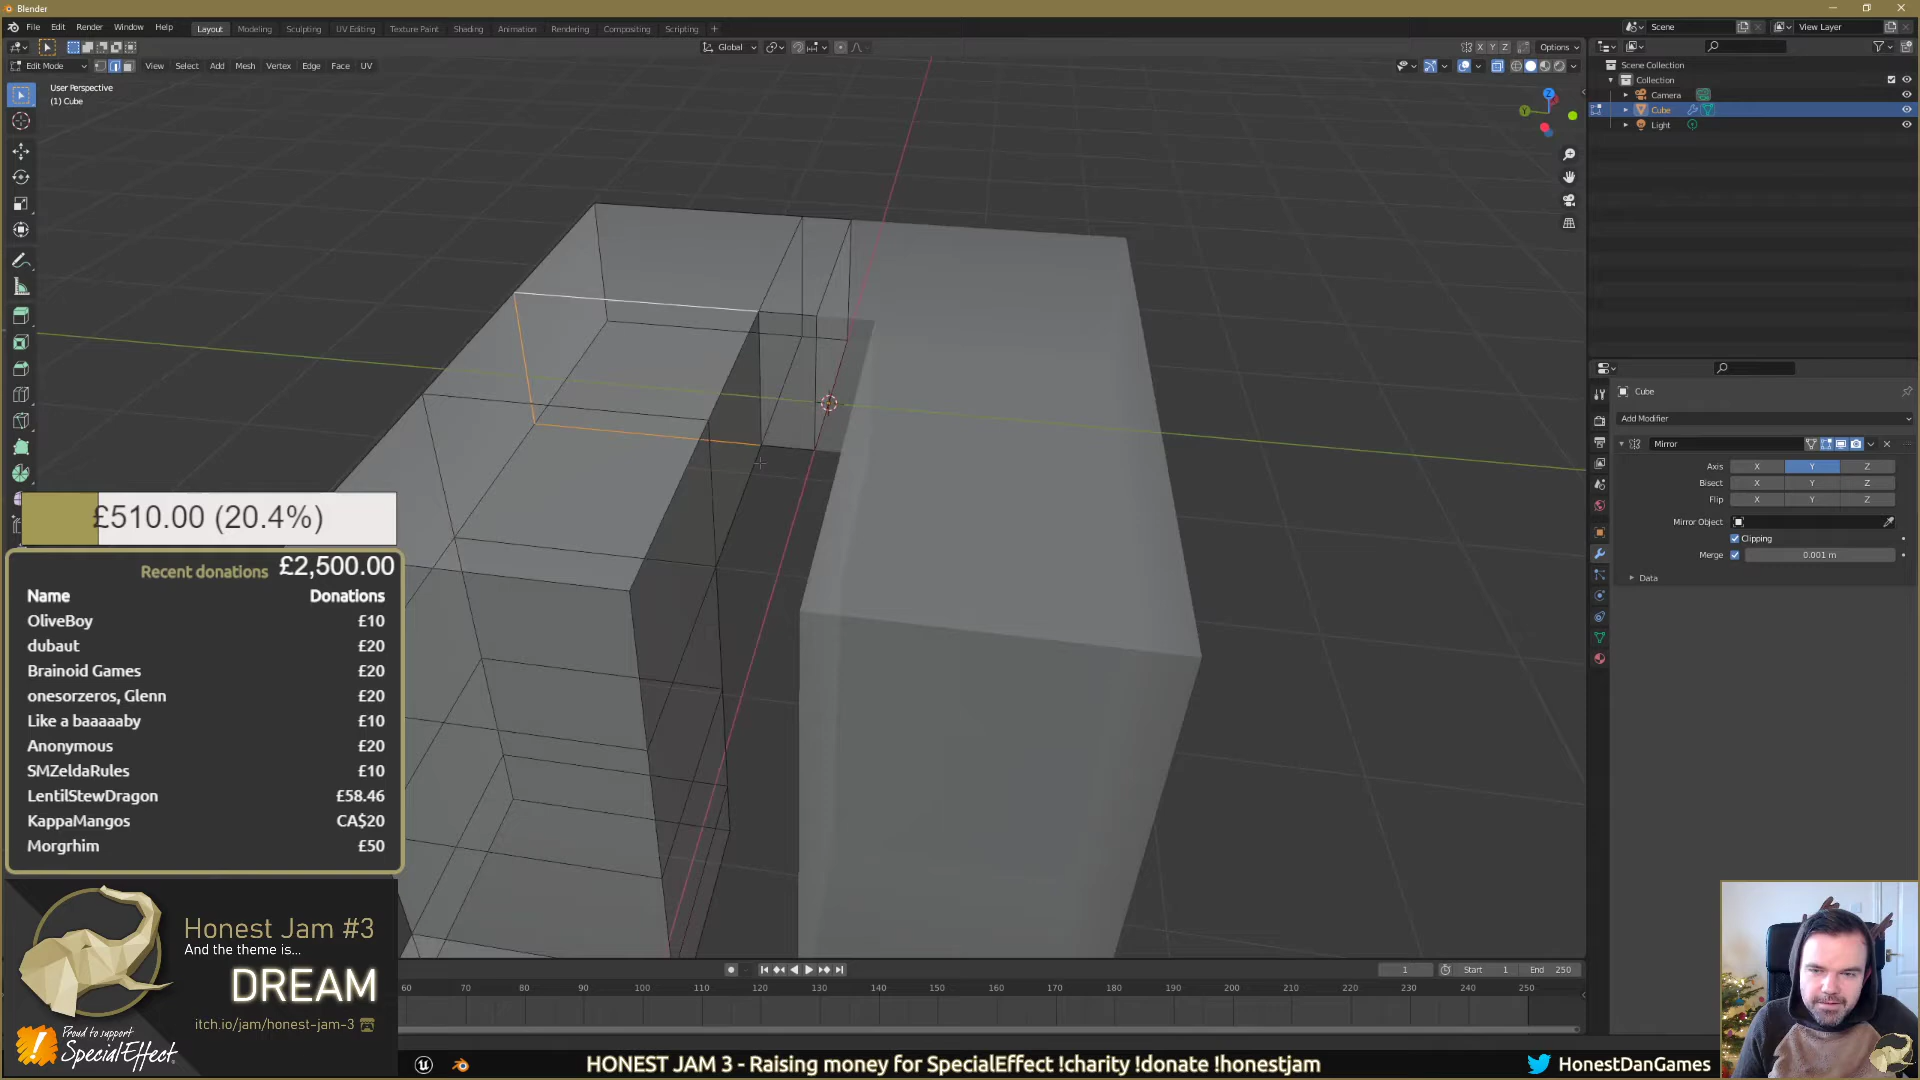 Blender
File Edit Render Window Help
Layout Modeling Sculpting UV Editing Texture Paint Shading Animation Rendering Compositing Scripting +
Scene
View Layer
Global
X Y Z
Options
Edit Mode
View Select Add Mesh Vertex Edge Face UV
User Perspective
(1) Cube
Scene Collection
Collection
Camera
Cube
Light
Cube
Add Modifier
Mirror
Axis X Y Z
Bisect X Y Z
Flip X Y Z
Mirror Object
Clipping
Merge 0.001 m
Data
£510.00 (20.4%)
Recent donations £2,500.00
Name Donations
OliveBoy £10
dubaut £20
Brainoid Games £20
onesorzeros, Glenn £20
Like a baaaaaby £10
Anonymous £20
SMZeldaRules £10
LentilStewDragon £58.46
KappaMangos CA$20
Morgrhim £50
Honest Jam #3
And the theme is...
DREAM
itch.io/jam/honest-jam-3
Proud to support
SpecialEffect
1 Start 1 End 250
60 70 80 90 100 110 120 130 140 150 160 170 180 190 200 210 220 230 240 250
HONEST JAM 3 - Raising money for SpecialEffect !charity !donate !honestjam
HonestDanGames